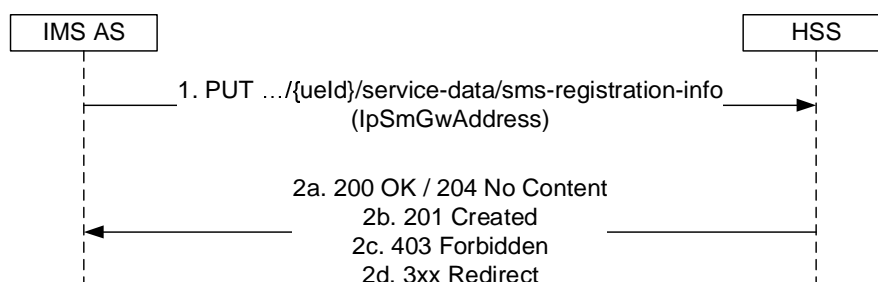 IMS AS
HSS
1. PUT …/{ueId}/service-data/sms-registration-info
(IpSmGwAddress)
2a. 200 OK / 204 No Content
2b. 201 Created
2c. 403 Forbidden
2d. 3xx Redirect